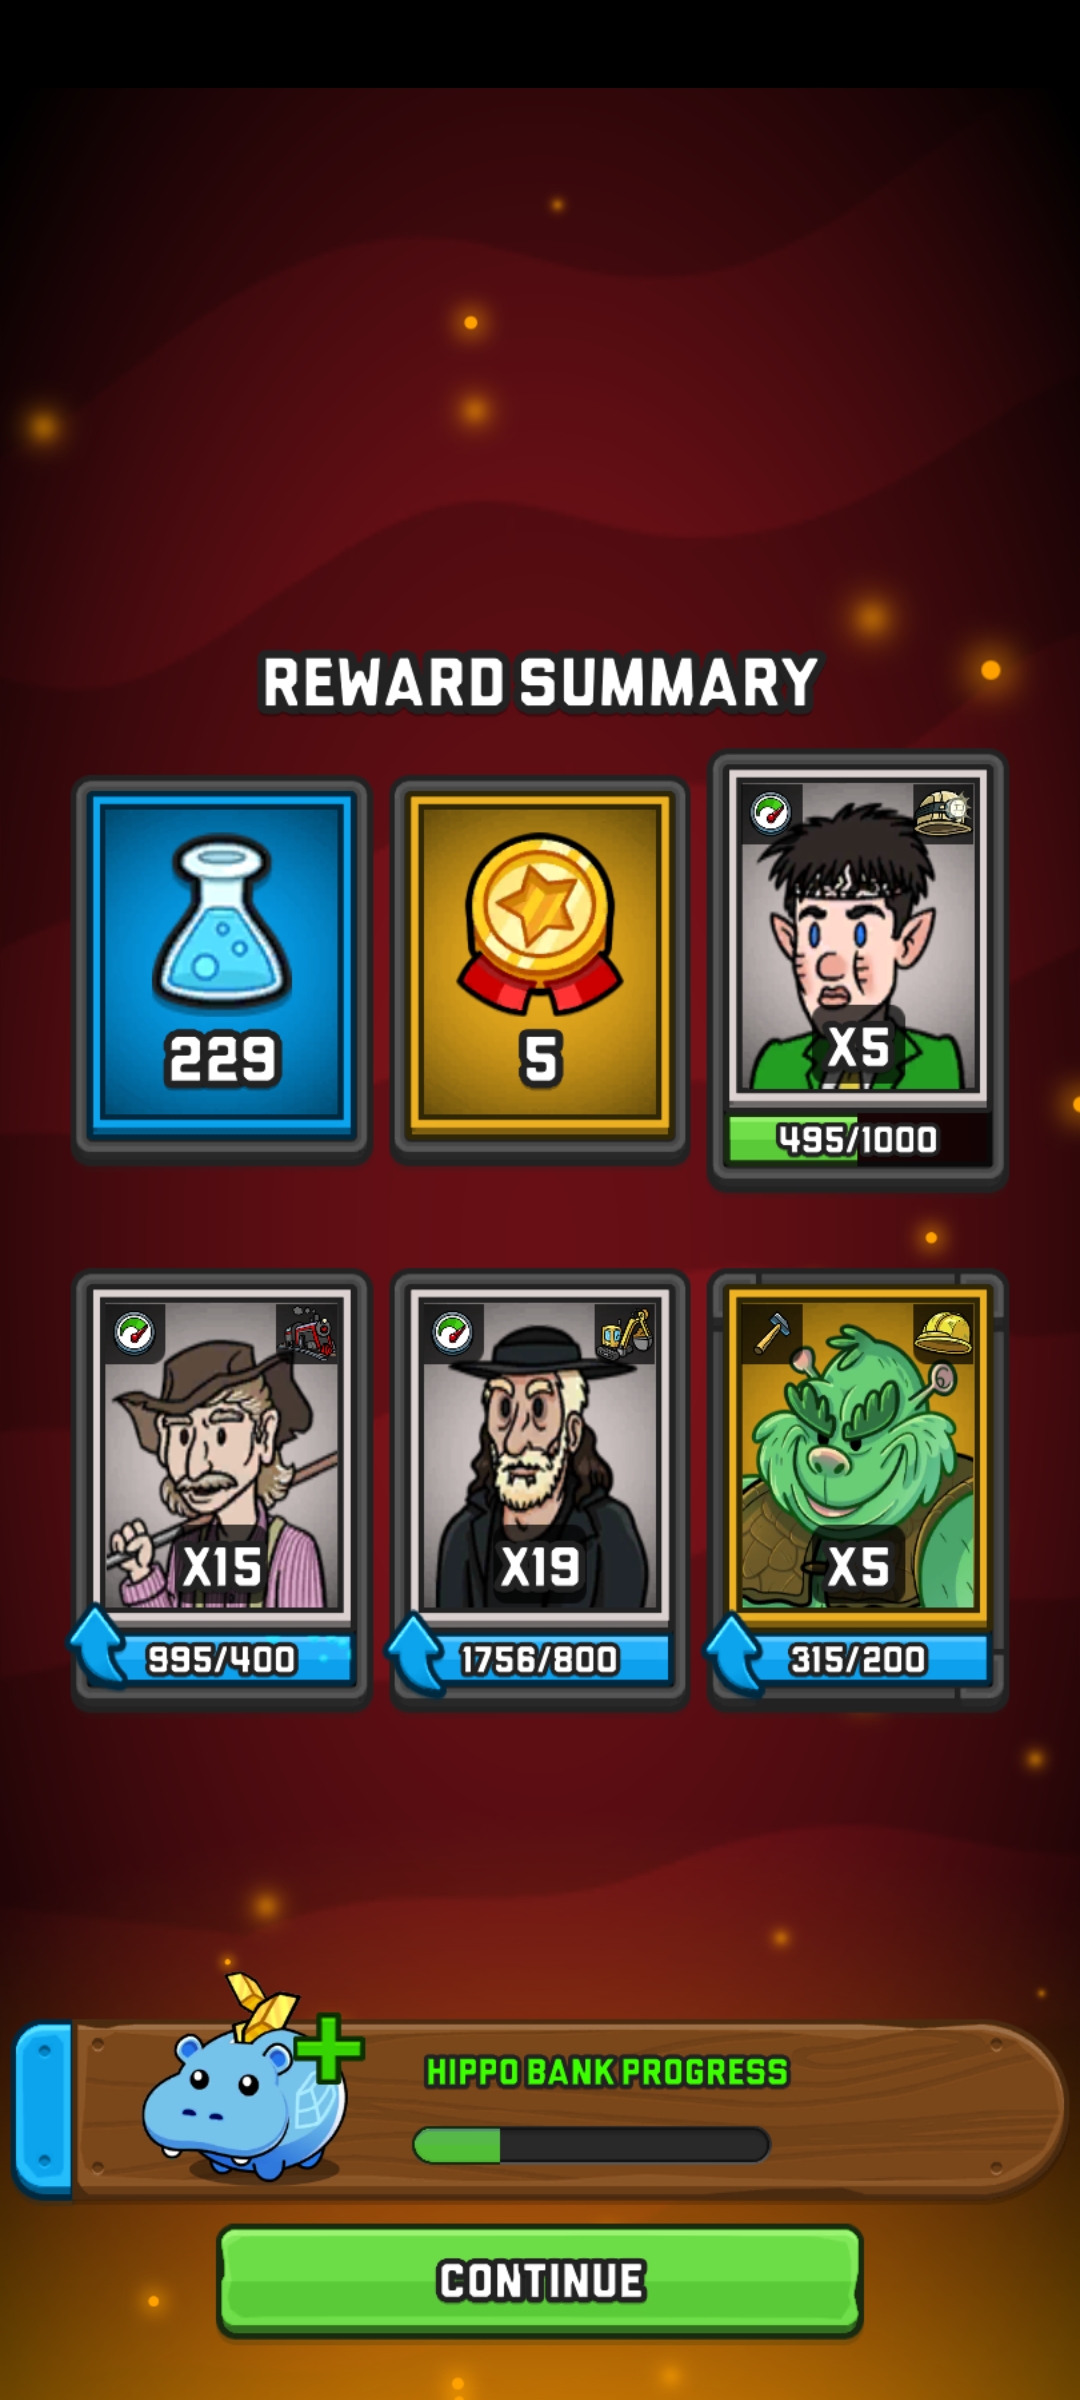 REWARD SUMMARY
229
5
X5
495/1000
X15
X19
X5
995/400
1756/800
315/200
HIPPO BANK PROGRESS
CONTINUE